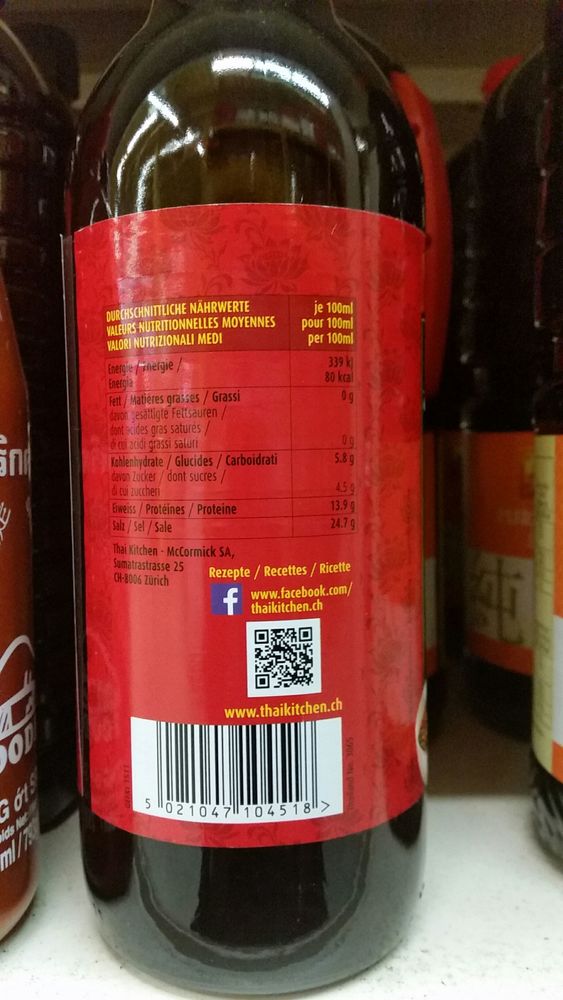 DURCHSCHNITTLICHE NÄHRWERTE
VALEURS NUTRITIONNELLES MOYENNES
VALORI NUTRIZIONALI MEDI
je 100ml
pour 100ml
per 100ml
Energie / Énergie /
Energia
339 kJ
80 kcal
Fett / Matières grasses / Grassi
0 g
davon gesättigte Fettsäuren /
dont acides gras saturés /
di cui acidi grassi saturi
0 g
Kohlenhydrate / Glucides / Carboidrati
5.8 g
davon Zucker / dont sucres /
di cui zuccheri
4.5 g
Eiweiss / Protéines / Proteine
13.9 g
Salz / Sel / Sale
24.7 g
Thai Kitchen - McCormick SA,
Sumatrastrasse 25
CH-8006 Zürich
Rezepte / Recettes / Ricette
f
www.facebook.com/
thaikitchen.ch
www.thaikitchen.ch
5 021047 104518 >
OOD
G ớt
ml/